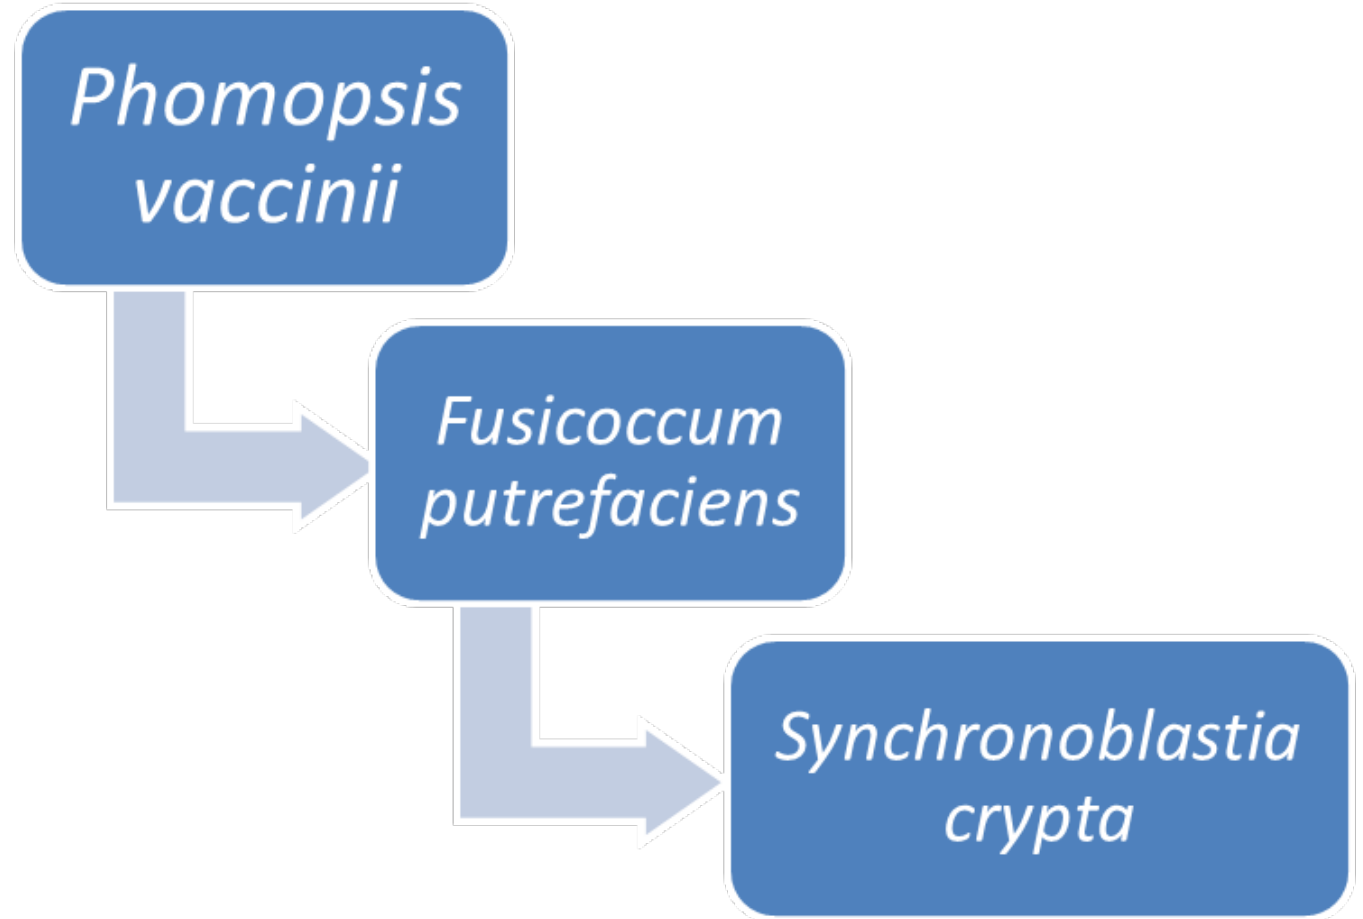 Phomopsis
vaccinii
Fusicoccum
putrefaciens
Synchronoblastia
crypta